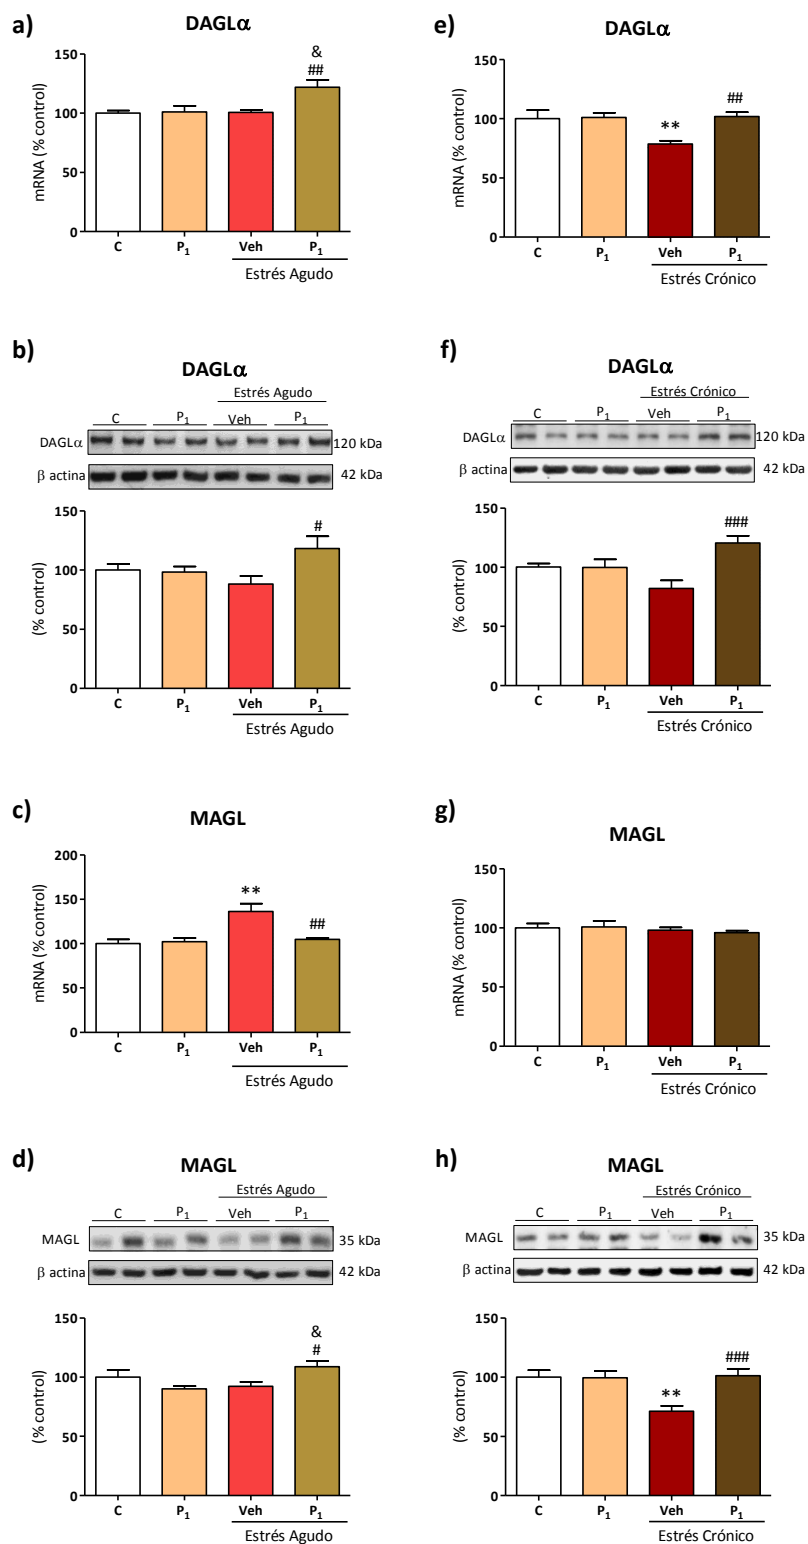 a)
DAGLα
150
100
50
0
mRNA (% control)
&
##
C
P₁
Veh
P₁
Estrés Agudo
e)
DAGLα
150
100
50
0
mRNA (% control)
**
##
C
P₁
Veh
P₁
Estrés Crónico
b)
DAGLα
Estrés Agudo
C
P₁
Veh
P₁
DAGLα
120 kDa
β actina
42 kDa
150
100
50
0
(% control)
#
C
P₁
Veh
P₁
Estrés Agudo
f)
DAGLα
Estrés Crónico
C
P₁
Veh
P₁
DAGLα
120 kDa
β actina
42 kDa
150
100
50
0
(% control)
###
C
P₁
Veh
P₁
Estrés Crónico
c)
MAGL
200
150
100
50
0
mRNA (% control)
**
##
C
P₁
Veh
P₁
Estrés Agudo
g)
MAGL
150
100
50
0
mRNA (% control)
C
P₁
Veh
P₁
Estrés Crónico
d)
MAGL
Estrés Agudo
C
P₁
Veh
P₁
MAGL
35 kDa
β actina
42 kDa
150
100
50
0
(% control)
&
#
C
P₁
Veh
P₁
Estrés Agudo
h)
MAGL
Estrés Crónico
C
P₁
Veh
P₁
MAGL
35 kDa
β actina
42 kDa
150
100
50
0
(% control)
**
###
C
P₁
Veh
P₁
Estrés Crónico